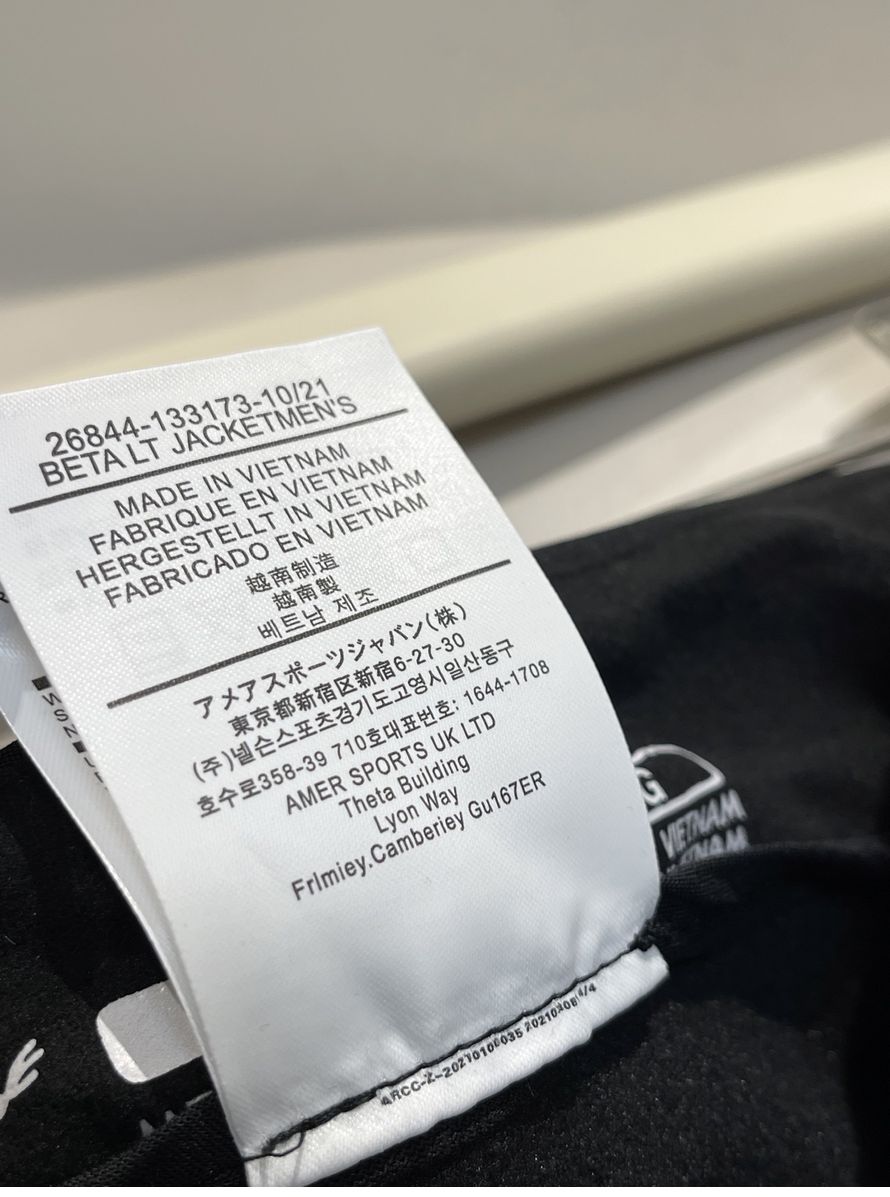 26844-133173-10/21
BETA LT JACKETMEN'S
MADE IN VIETNAM
FABRIQUE EN VIETNAM
HERGESTELLT IN VIETNAM
FABRICADO EN VIETNAM
越南制造
越南製
베트남 제조
アメアスポーツジャパン(株)
東京都新宿区新宿6-27-30
(주)넬슨스포츠경기도고영시일산동구
호수로358-39 710호대표번호: 1644-1708
AMER SPORTS UK LTD
Theta Building
Lyon Way
Frlmiey.Camberiey Gu167ER
G
VIETNAM